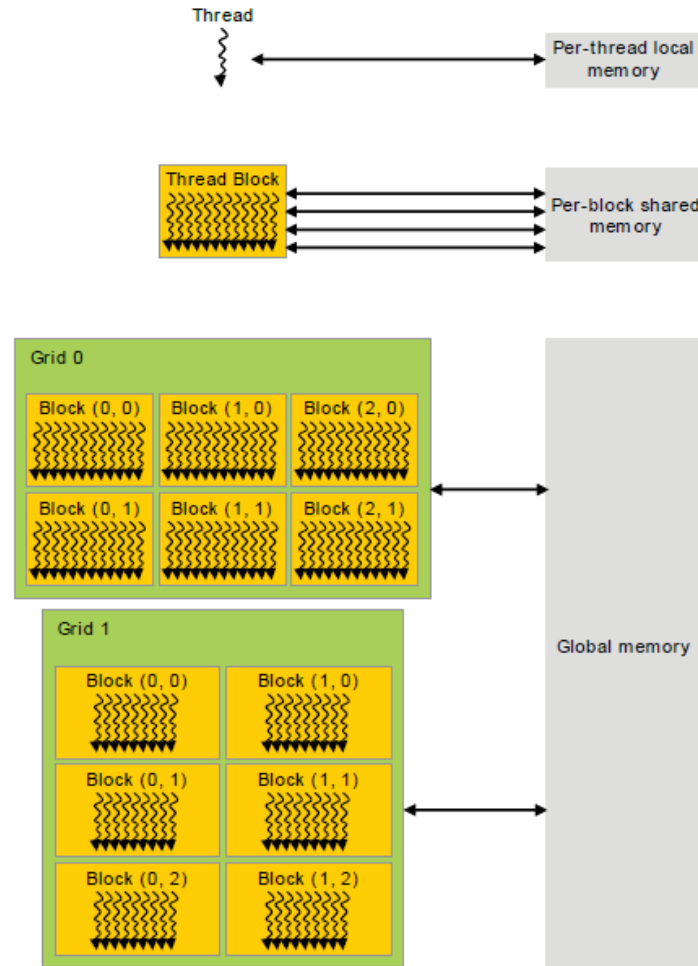 Thread
Per-thread local
memory
Thread Block
Per-block shared
memory
Grid 0
Block (0, 0)
Block (1, 0)
Block (2, 0)
Block (0, 1)
Block (1, 1)
Block (2, 1)
Global memory
Grid 1
Block (0, 0)
Block (1, 0)
Block (0, 1)
Block (1, 1)
Block (0, 2)
Block (1, 2)